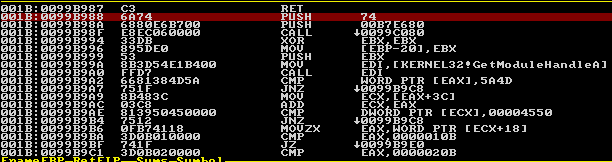 001B:0099B987 C3 RET
001B:0099B988 6A74 PUSH 74
001B:0099B98A 6880E6B700 PUSH 00B7E680
001B:0099B98F E8EC060000 CALL ↓0099C080
001B:0099B994 33DB XOR EBX,EBX
001B:0099B996 895DE0 MOV [EBP-20],EBX
001B:0099B999 53 PUSH EBX
001B:0099B99A 8B3D54E1B400 MOV EDI,[KERNEL32!GetModuleHandleA]
001B:0099B9A0 FFD7 CALL EDI
001B:0099B9A2 6681384D5A CMP WORD PTR [EAX],5A4D
001B:0099B9A7 751F JNZ ↓0099B9C8
001B:0099B9A9 8B483C MOV ECX,[EAX+3C]
001B:0099B9AC 03C8 ADD ECX,EAX
001B:0099B9AE 813950450000 CMP DWORD PTR [ECX],00004550
001B:0099B9B4 7512 JNZ ↓0099B9C8
001B:0099B9B6 0FB74118 MOVZX EAX,WORD PTR [ECX+18]
001B:0099B9BA 3D0B010000 CMP EAX,0000010B
001B:0099B9BF 741F JZ ↓0099B9E0
001B:0099B9C1 3D0B020000 CMP EAX,0000020B
FrameEBP RetEIP Syms Symbol